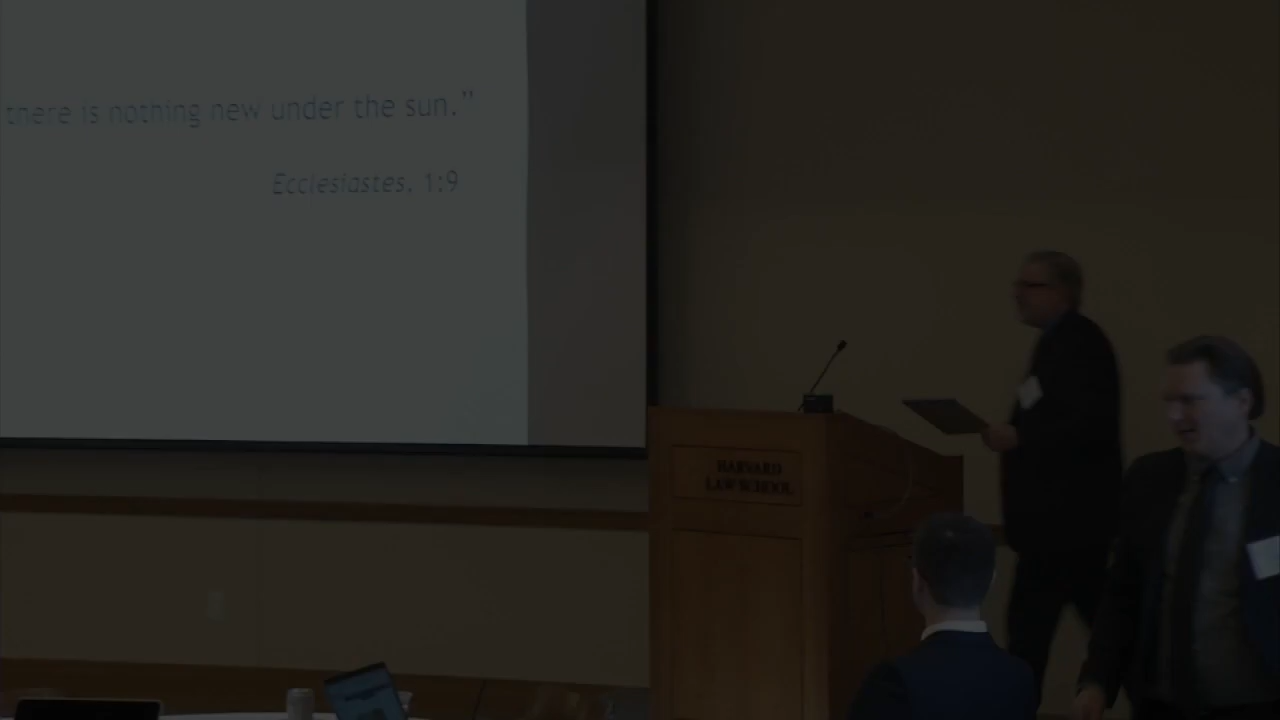 there is nothing new under the sun.”
Ecclesiastes, 1:9
HARVARD
LAW SCHOOL